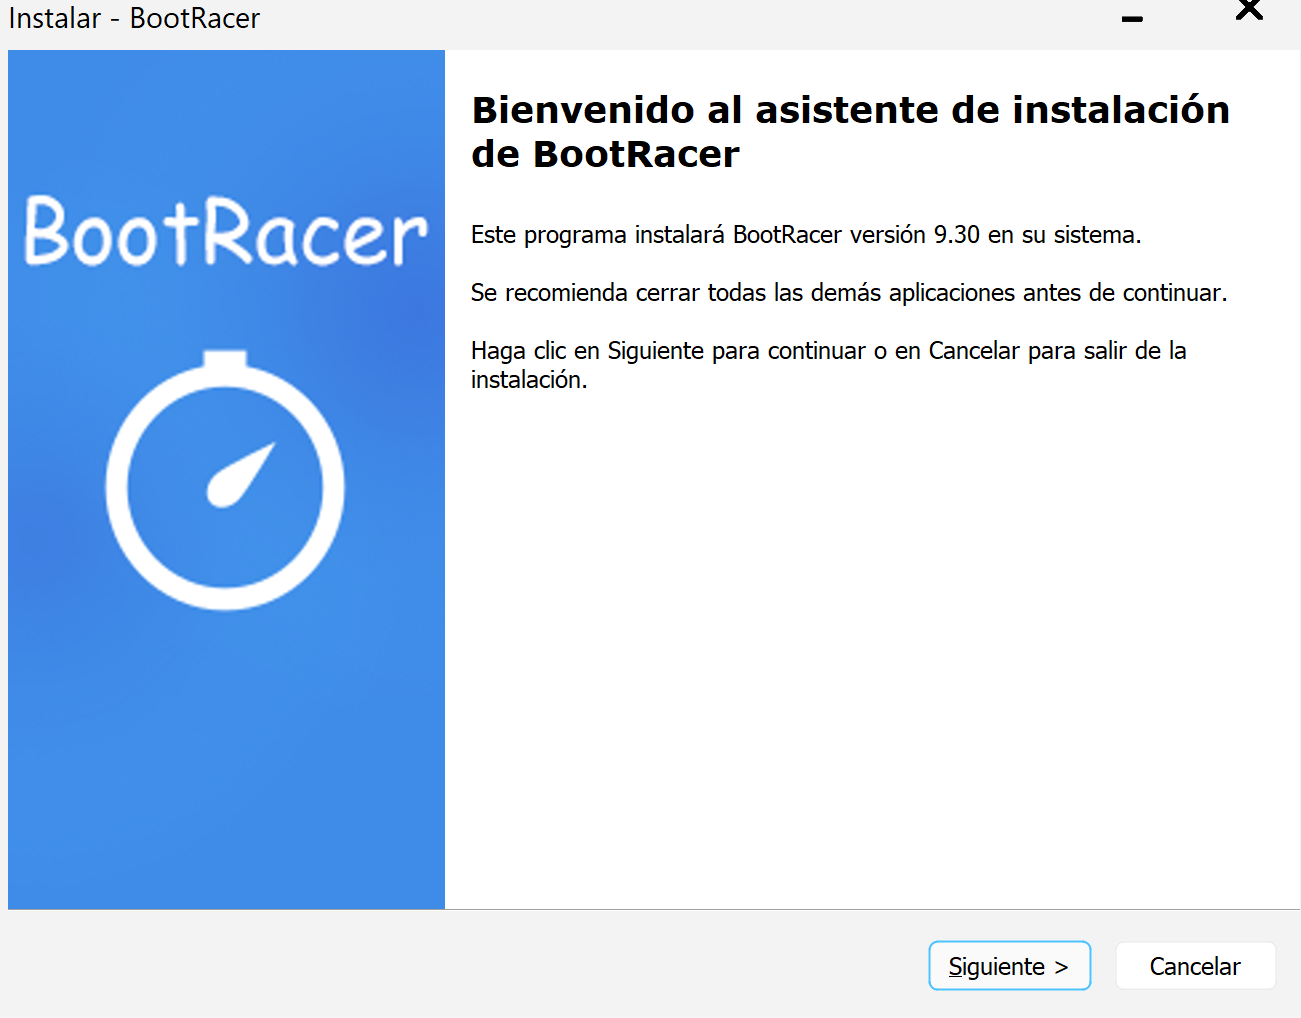 Instalar - BootRacer
BootRacer
Bienvenido al asistente de instalación
de BootRacer
Este programa instalará BootRacer versión 9.30 en su sistema.
Se recomienda cerrar todas las demás aplicaciones antes de continuar.
Haga clic en Siguiente para continuar o en Cancelar para salir de la
instalación.
Siguiente >
Cancelar